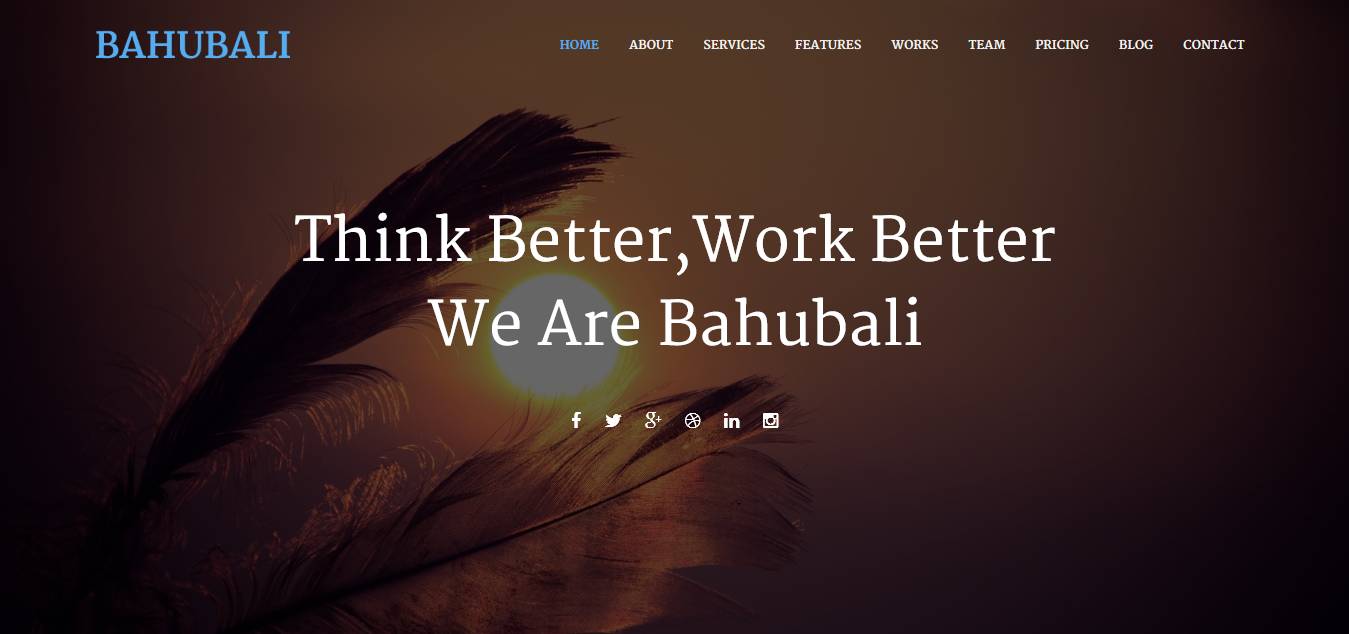 BAHUBALI
HOME ABOUT SERVICES FEATURES WORKS TEAM PRICING BLOG CONTACT
Think Better,Work Better
We Are Bahubali